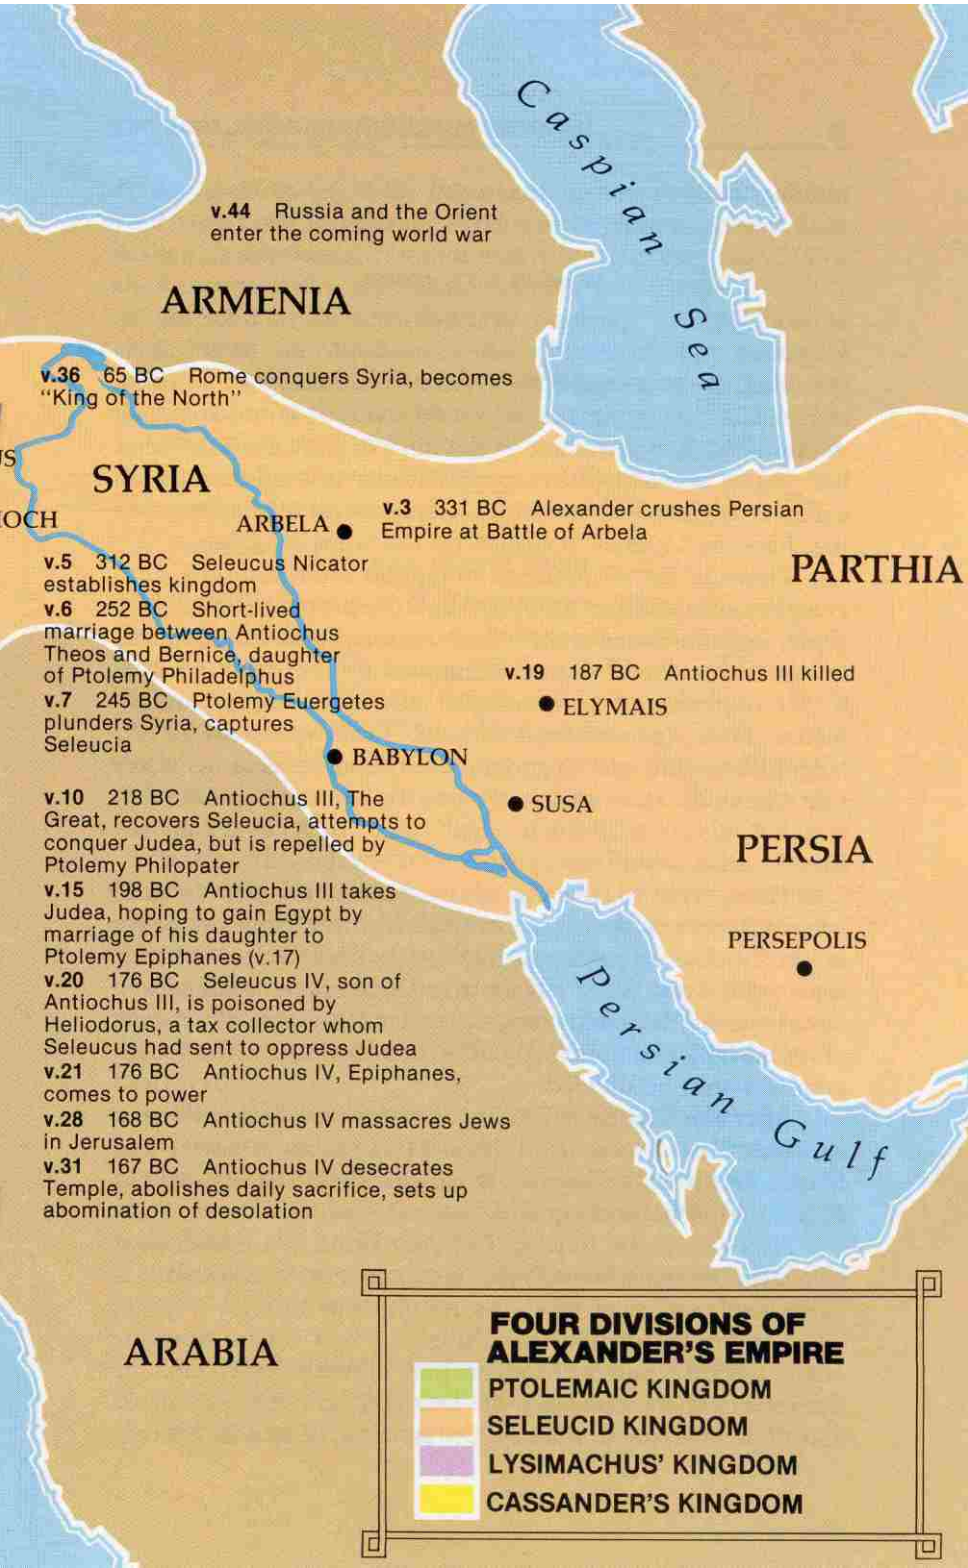 Caspian Sea
v.44 Russia and the Orient
enter the coming world war
ARMENIA
v.36 65 BC Rome conquers Syria, becomes
“King of the North”
US
SYRIA
OCH
ARBELA
v.3 331 BC Alexander crushes Persian
Empire at Battle of Arbela
PARTHIA
v.5 312 BC Seleucus Nicator
establishes kingdom
v.6 252 BC Short-lived
marriage between Antiochus
Theos and Bernice, daughter
of Ptolemy Philadelphus
v.7 245 BC Ptolemy Euergetes
plunders Syria, captures
Seleucia
v.19 187 BC Antiochus III killed
ELYMAIS
BABYLON
SUSA
PERSIA
v.10 218 BC Antiochus III, The
Great, recovers Seleucia, attempts to
conquer Judea, but is repelled by
Ptolemy Philopater
v.15 198 BC Antiochus III takes
Judea, hoping to gain Egypt by
marriage of his daughter to
Ptolemy Epiphanes (v.17)
v.20 176 BC Seleucus IV, son of
Antiochus III, is poisoned by
Heliodorus, a tax collector whom
Seleucus had sent to oppress Judea
v.21 176 BC Antiochus IV, Epiphanes,
comes to power
v.28 168 BC Antiochus IV massacres Jews
in Jerusalem
v.31 167 BC Antiochus IV desecrates
Temple, abolishes daily sacrifice, sets up
abomination of desolation
PERSEPOLIS
Persian Gulf
ARABIA
FOUR DIVISIONS OF
ALEXANDER’S EMPIRE
PTOLEMAIC KINGDOM
SELEUCID KINGDOM
LYSIMACHUS’ KINGDOM
CASSANDER’S KINGDOM